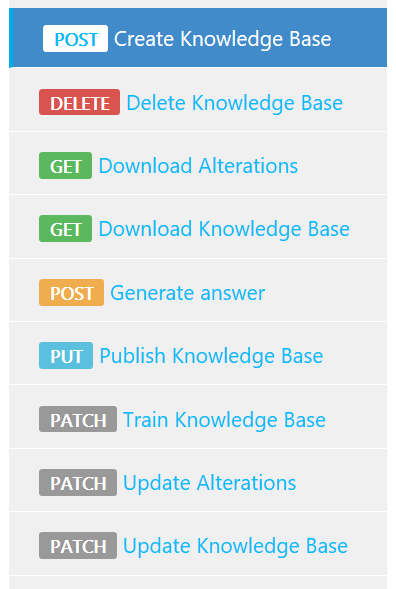 POST Create Knowledge Base
DELETE Delete Knowledge Base
GET Download Alterations
GET Download Knowledge Base
POST Generate answer
PUT Publish Knowledge Base
PATCH Train Knowledge Base
PATCH Update Alterations
PATCH Update Knowledge Base